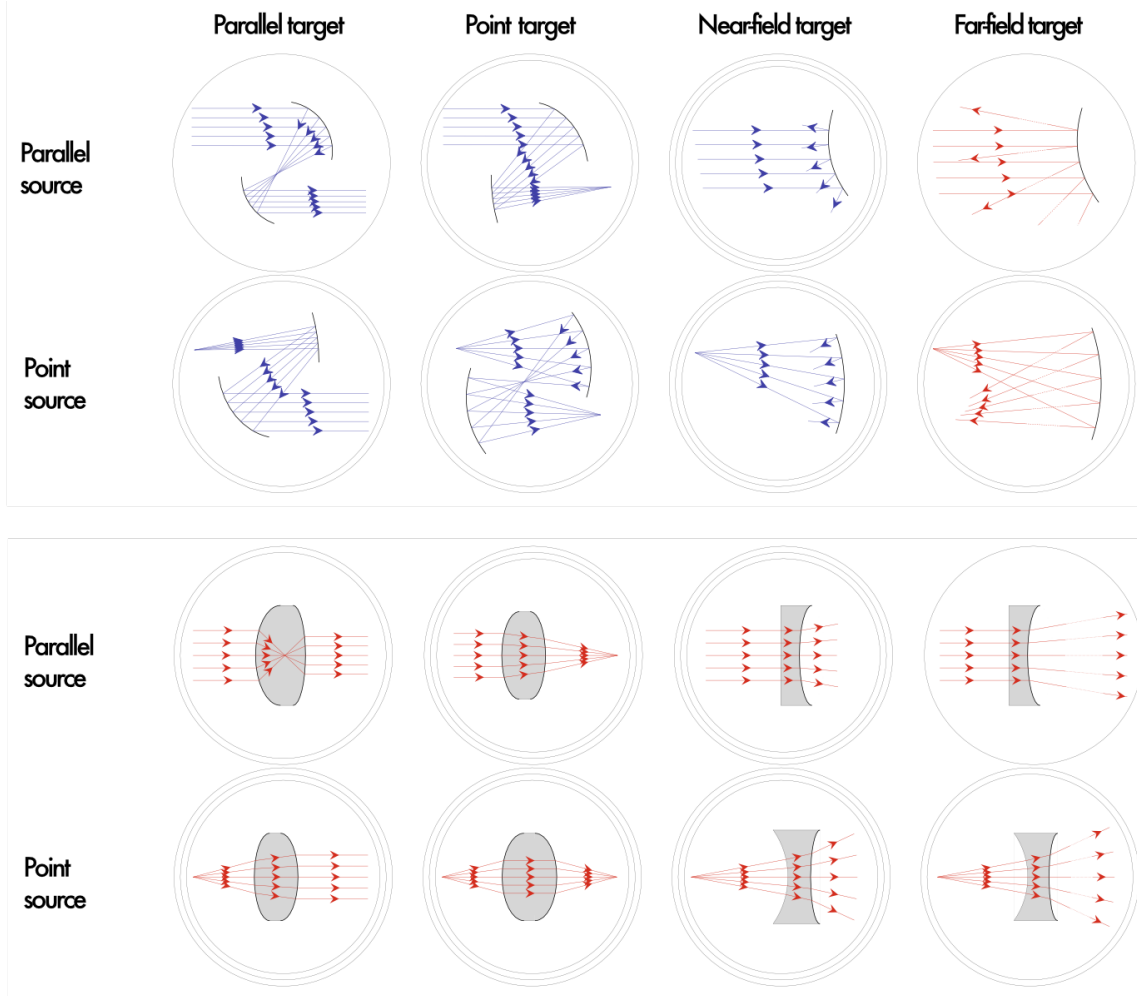 Parallel target
Point target
Near-field target
Far-field target
Parallel
source
Point
source
Parallel
source
Point
source